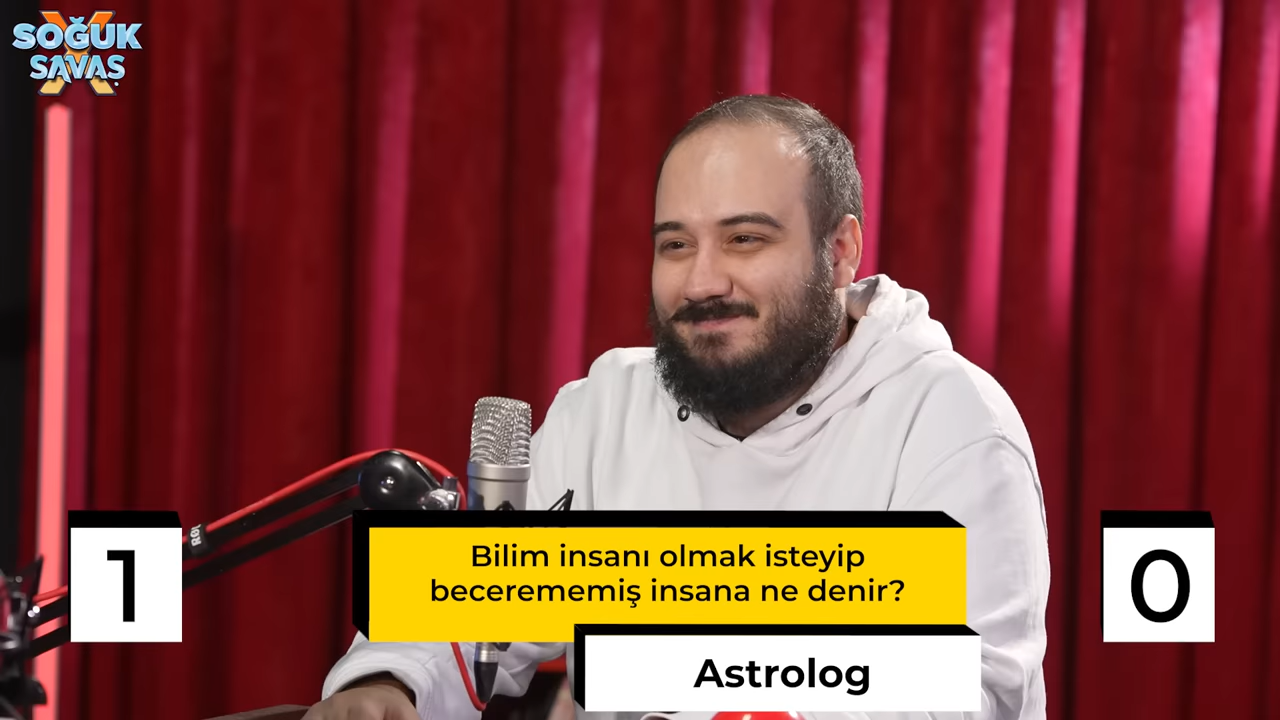 SOĞUK
SAVAŞ
1
Bilim insanı olmak isteyip
becerememiş insana ne denir?
0
Astrolog